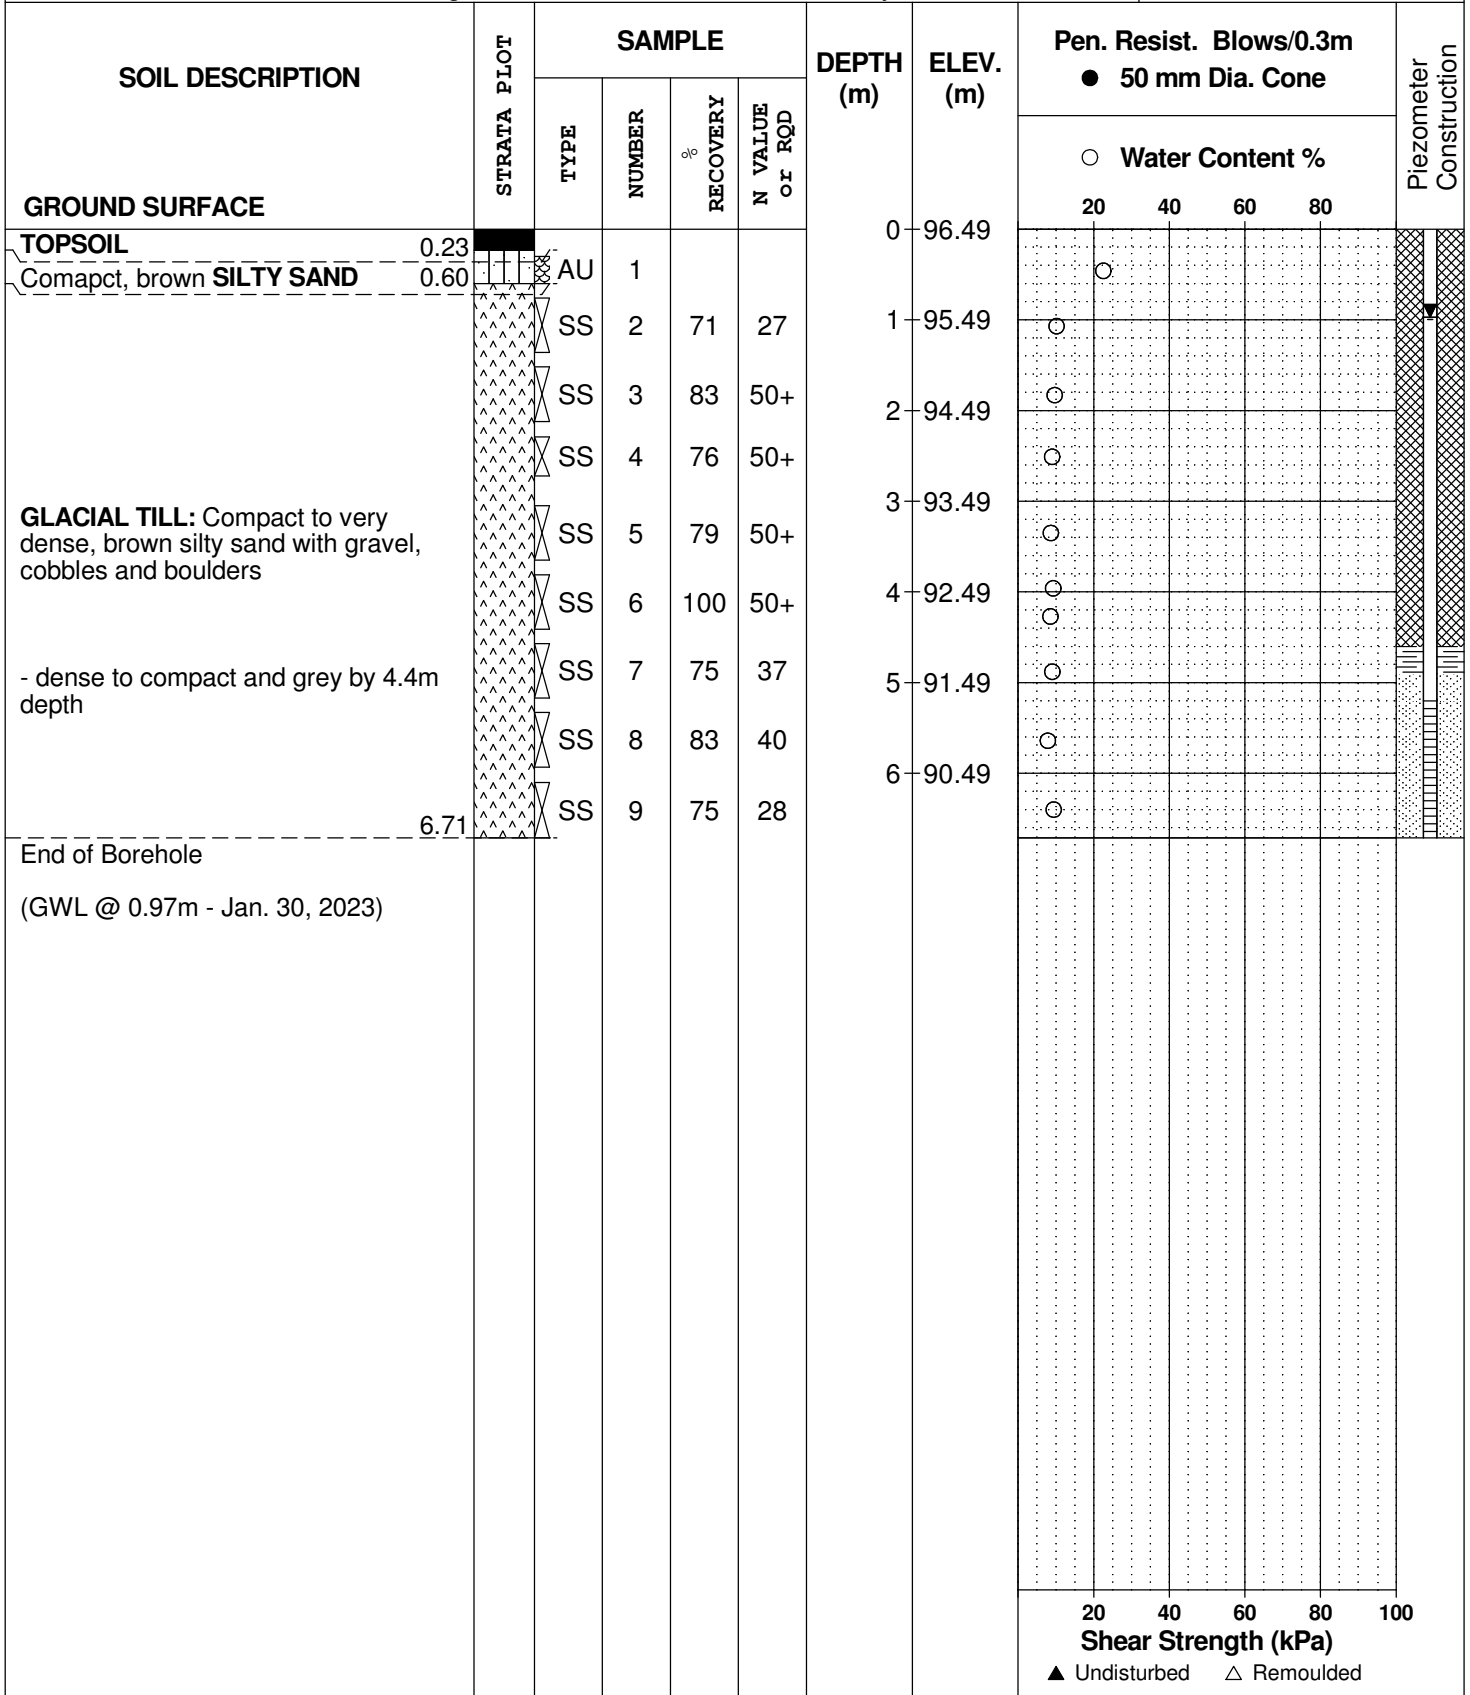 SOIL DESCRIPTION
GROUND SURFACE
STRATA PLOT
SAMPLE
TYPE
NUMBER
% RECOVERY
N VALUE or RQD
DEPTH (m)
ELEV. (m)
Pen. Resist. Blows/0.3m
● 50 mm Dia. Cone
○ Water Content %
20 40 60 80
Piezometer Construction
TOPSOIL 0.23
Comapct, brown SILTY SAND 0.60
GLACIAL TILL: Compact to very
dense, brown silty sand with gravel,
cobbles and boulders
- dense to compact and grey by 4.4m
depth
6.71
End of Borehole
(GWL @ 0.97m - Jan. 30, 2023)
AU 1
SS 2 71 27
SS 3 83 50+
SS 4 76 50+
SS 5 79 50+
SS 6 100 50+
SS 7 75 37
SS 8 83 40
SS 9 75 28
0 96.49
1 95.49
2 94.49
3 93.49
4 92.49
5 91.49
6 90.49
20 40 60 80 100
Shear Strength (kPa)
▲ Undisturbed △ Remoulded